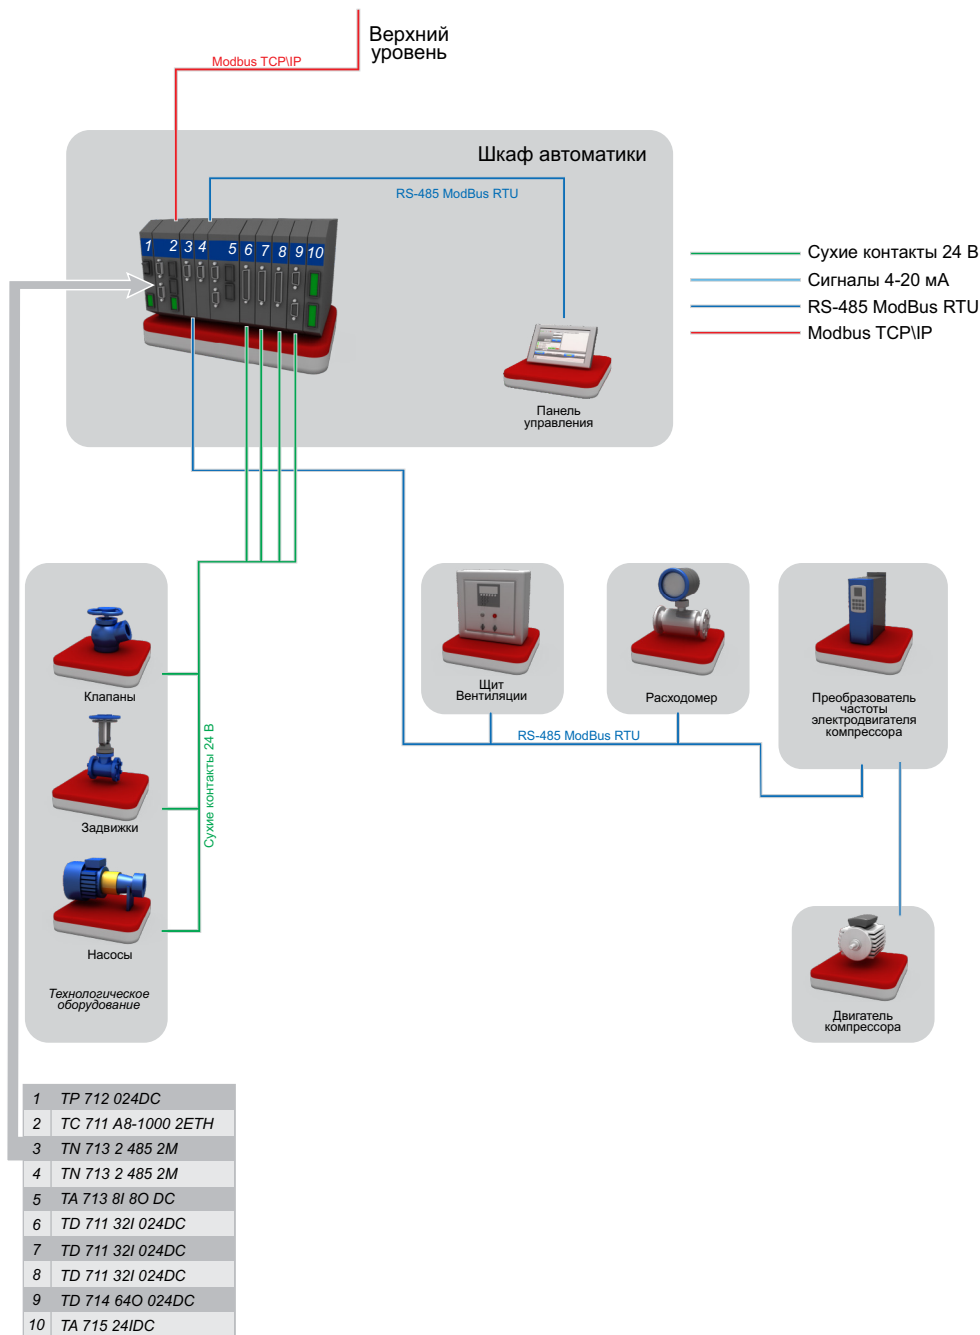 Верхний
уровень
Modbus TCP\IP
Шкаф автоматики
RS-485 ModBus RTU
1 2 3 4 5 6 7 8 9 10
Сухие контакты 24 В
Сигналы 4-20 мА
RS-485 ModBus RTU
Modbus TCP\IP
Панель
управления
Клапаны
Задвижки
Насосы
Технологическое
оборудование
Сухие контакты 24 В
Щит
Вентиляции
Расходомер
Преобразователь
частоты
электродвигателя
компрессора
RS-485 ModBus RTU
Двигатель
компрессора
1 TP 712 024DC
2 TC 711 A8-1000 2ETH
3 TN 713 2 485 2M
4 TN 713 2 485 2M
5 TA 713 8I 8O DC
6 TD 711 32I 024DC
7 TD 711 32I 024DC
8 TD 711 32I 024DC
9 TD 714 64O 024DC
10 TA 715 24IDC